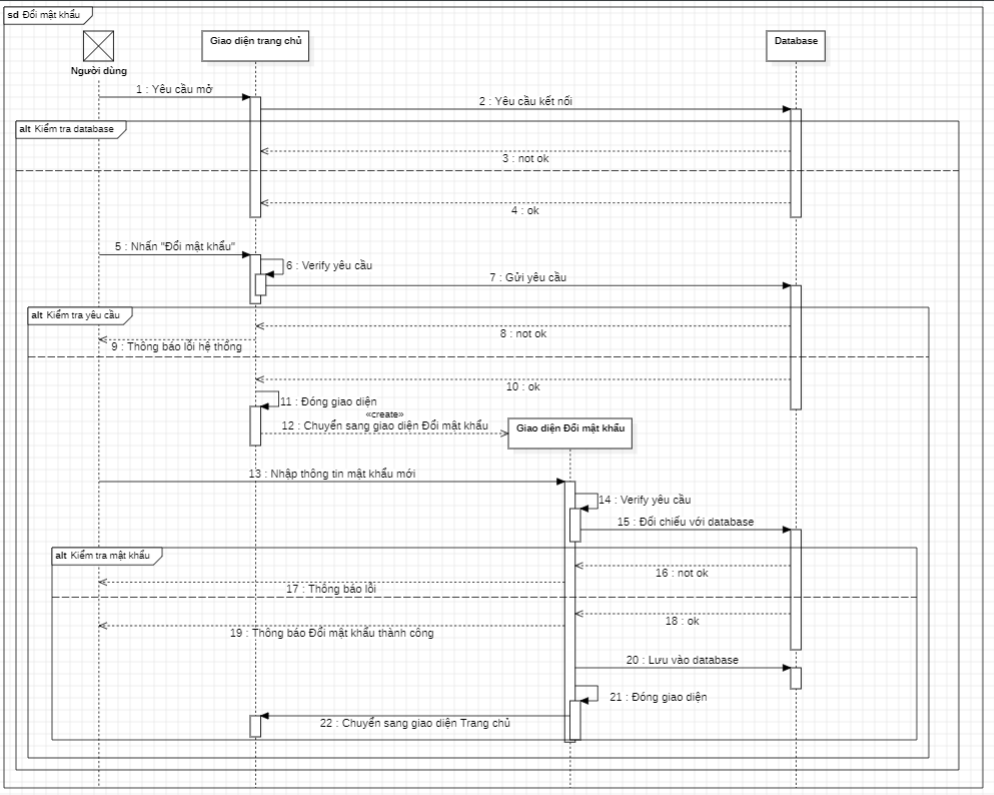 sd Đổi mật khẩu
Giao diện trang chủ
Database
Người dùng
1 : Yêu cầu mở
2 : Yêu cầu kết nối
alt Kiểm tra database
3 : not ok
4 : ok
5 : Nhấn "Đổi mật khẩu"
6 : Verify yêu cầu
7 : Gửi yêu cầu
alt Kiểm tra yêu cầu
8 : not ok
9 : Thông báo lỗi hệ thống
10 : ok
11 : Đóng giao diện
«create»
12 : Chuyển sang giao diện Đổi mật khẩu
Giao diện Đổi mật khẩu
13 : Nhập thông tin mật khẩu mới
14 : Verify yêu cầu
15 : Đối chiếu với database
alt Kiểm tra mật khẩu
16 : not ok
17 : Thông báo lỗi
18 : ok
19 : Thông báo Đổi mật khẩu thành công
20 : Lưu vào database
21 : Đóng giao diện
22 : Chuyển sang giao diện Trang chủ